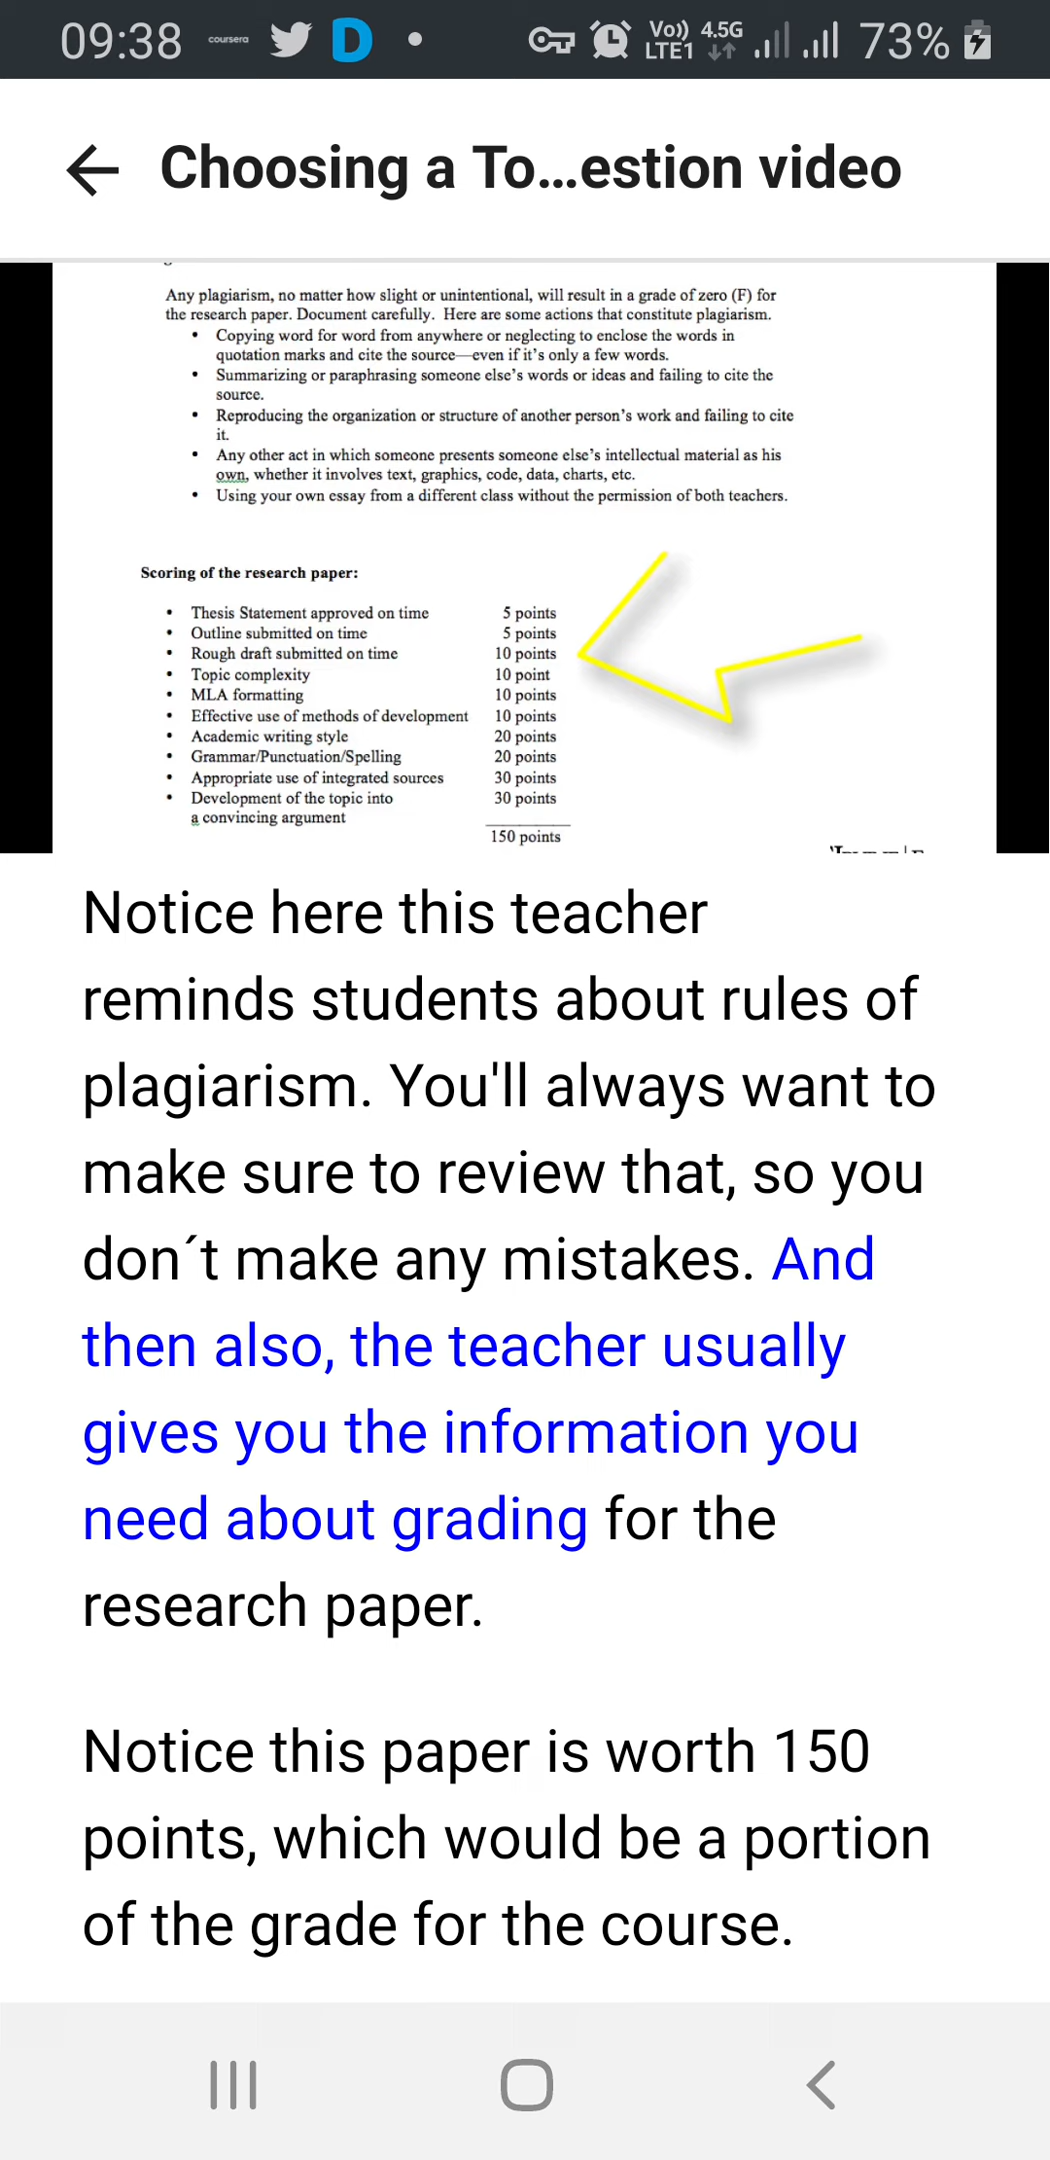 09:38 coursera D Vo)) LTE1 4.5G 73%
Choosing a To...estion video
Any plagiarism, no matter how slight or unintentional, will result in a grade of zero (F) for
the research paper. Document carefully. Here are some actions that constitute plagiarism.
• Copying word for word from anywhere or neglecting to enclose the words in
quotation marks and cite the source—even if it's only a few words.
• Summarizing or paraphrasing someone else's words or ideas and failing to cite the
source.
• Reproducing the organization or structure of another person's work and failing to cite
it.
• Any other act in which someone presents someone else's intellectual material as his
own, whether it involves text, graphics, code, data, charts, etc.
• Using your own essay from a different class without the permission of both teachers.
Scoring of the research paper:
• Thesis Statement approved on time 5 points
• Outline submitted on time 5 points
• Rough draft submitted on time 10 points
• Topic complexity 10 point
• MLA formatting 10 points
• Effective use of methods of development 10 points
• Academic writing style 20 points
• Grammar/Punctuation/Spelling 20 points
• Appropriate use of integrated sources 30 points
• Development of the topic into 30 points
a convincing argument
150 points
Notice here this teacher
reminds students about rules of
plagiarism. You'll always want to
make sure to review that, so you
don´t make any mistakes. And
then also, the teacher usually
gives you the information you
need about grading for the
research paper.
Notice this paper is worth 150
points, which would be a portion
of the grade for the course.